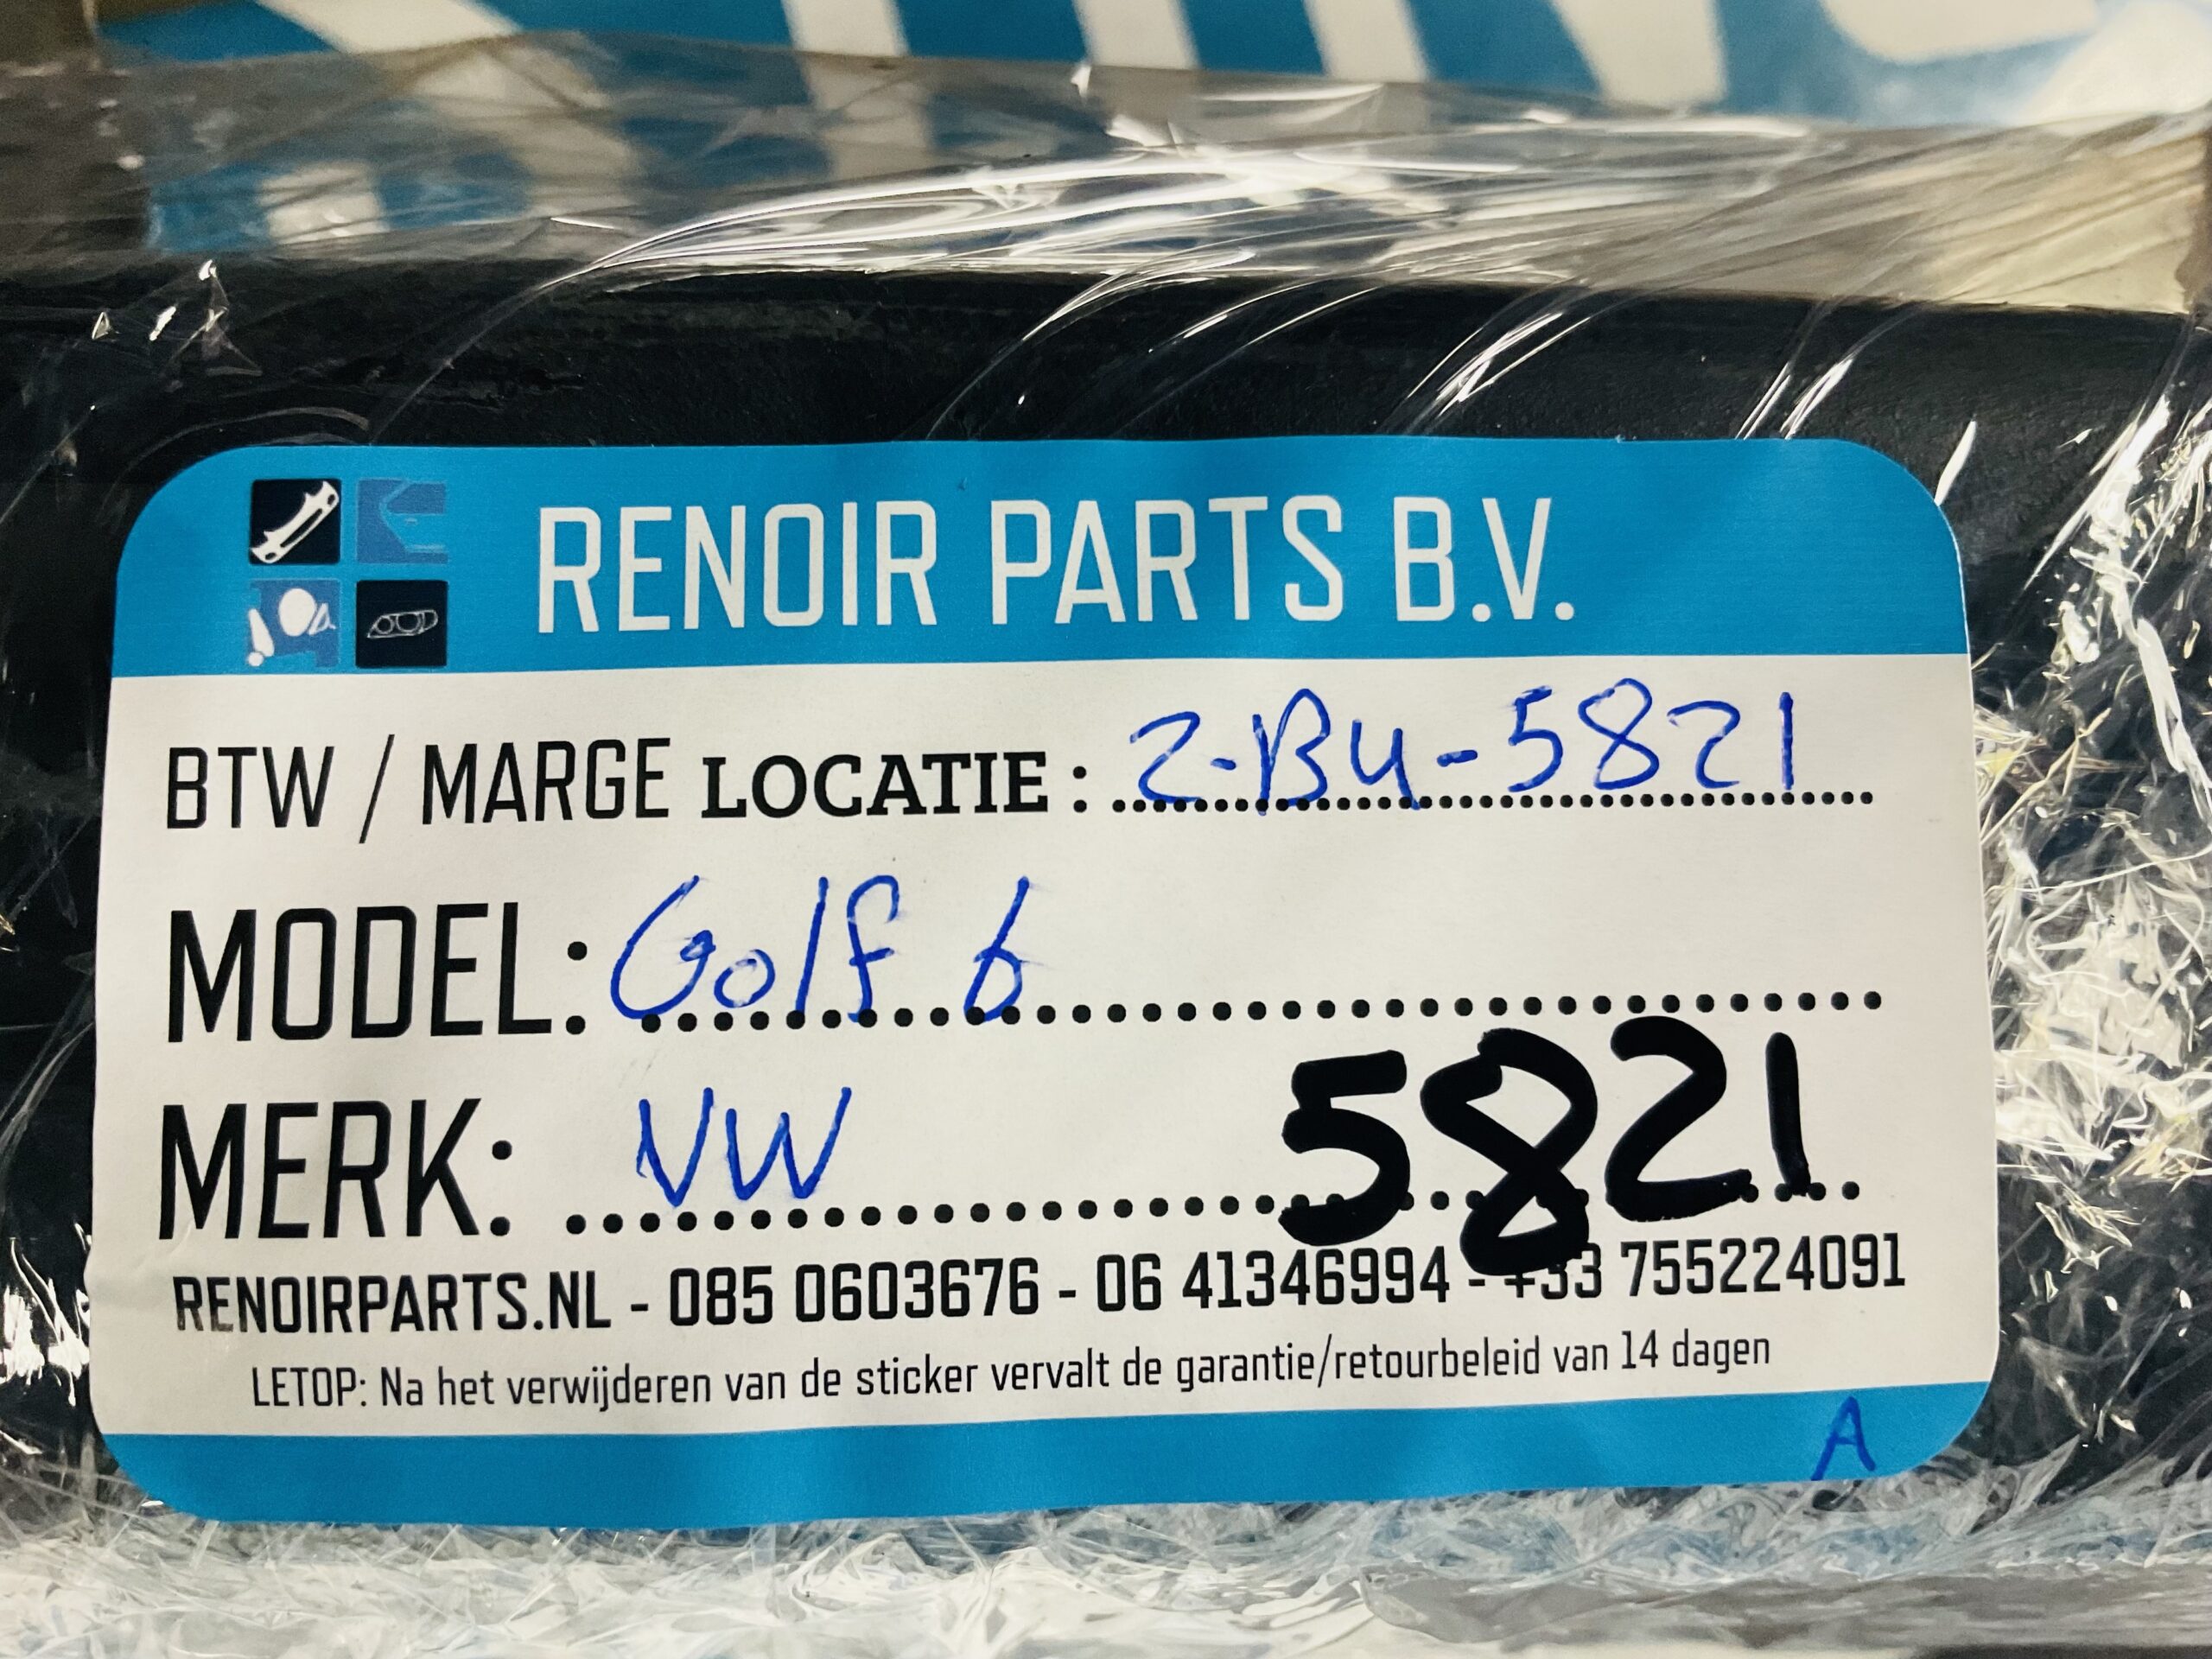 RENOIR PARTS B.V.
BTW / MARGE LOCATIE : 2-BU-5821
MODEL: Golf 6
MERK: VW 5821
RENOIRPARTS.NL - 085 0603676 - 06 41346994 - +33 755224091
LETOP: Na het verwijderen van de sticker vervalt de garantie/retourbeleid van 14 dagen
A